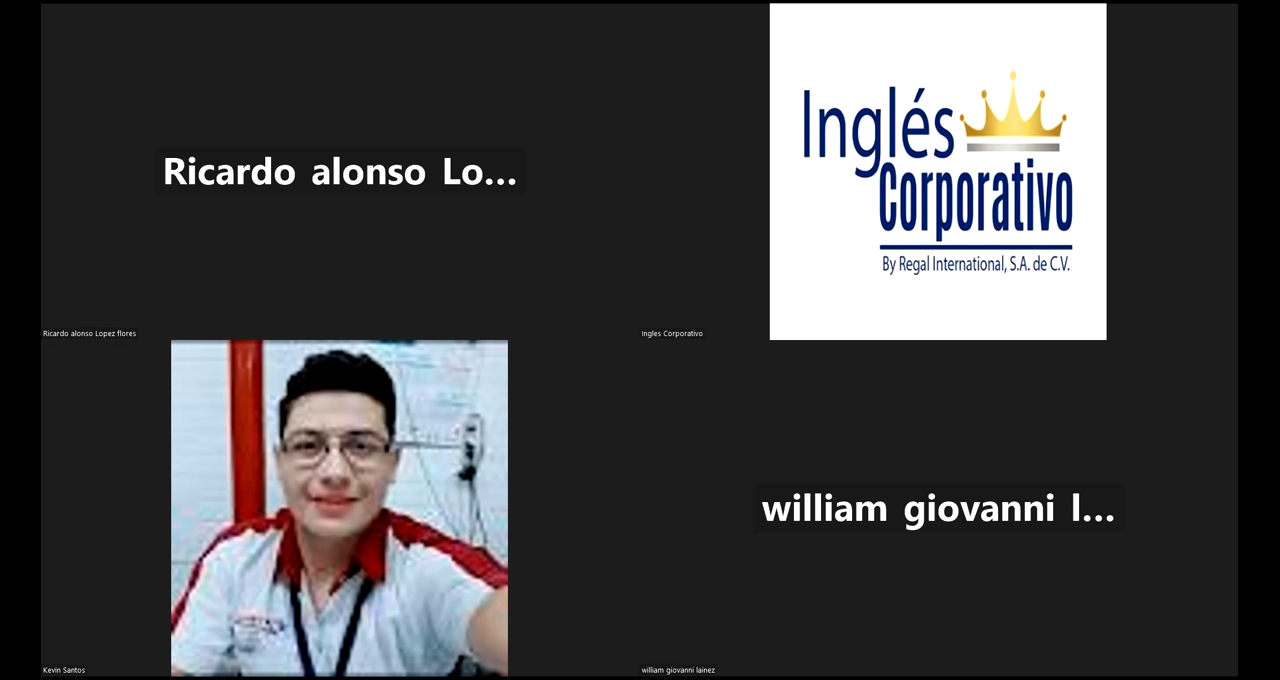 Ricardo alonso Lo...
Inglés
Corporativo
By Regal International, S.A. de C.V.
Ricardo alonso Lopez flores
Ingles Corporativo
william giovanni l...
Kevin Santos
william giovanni lainez